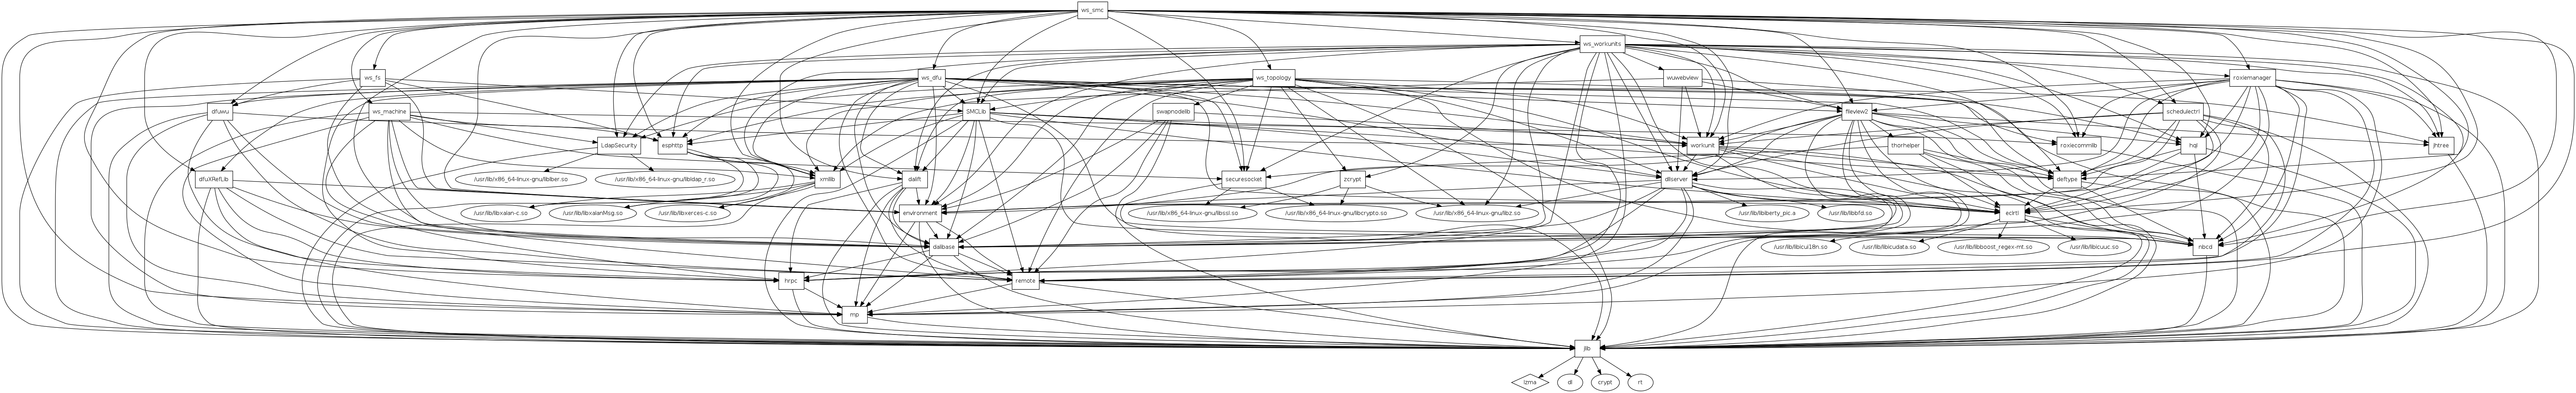 ws_smc
ws_workunits
ws_fs
ws_dfu
ws_topology
wuwebview
roxiemanager
dfuwu
ws_machine
SMCLib
swapnodelib
fileview2
schedulectrl
LdapSecurity
esphttp
workunit
thorhelper
roxiecommlib
hql
jhtree
dfuXRefLib
/usr/lib/x86_64-linux-gnu/liblber.so
/usr/lib/x86_64-linux-gnu/libldap_r.so
xmllib
dalift
securesocket
zcrypt
dllserver
deftype
/usr/lib/libxalan-c.so
/usr/lib/libxalanMsg.so
/usr/lib/libxerces-c.so
environment
/usr/lib/x86_64-linux-gnu/libssl.so
/usr/lib/x86_64-linux-gnu/libcrypto.so
/usr/lib/x86_64-linux-gnu/libz.so
/usr/lib/libiberty_pic.a
/usr/lib/libbfd.so
eclrtl
dalibase
/usr/lib/libicui18n.so
/usr/lib/libicudata.so
/usr/lib/libboost_regex-mt.so
/usr/lib/libicuuc.so
nbcd
hrpc
remote
mp
jlib
lzma
dl
crypt
rt